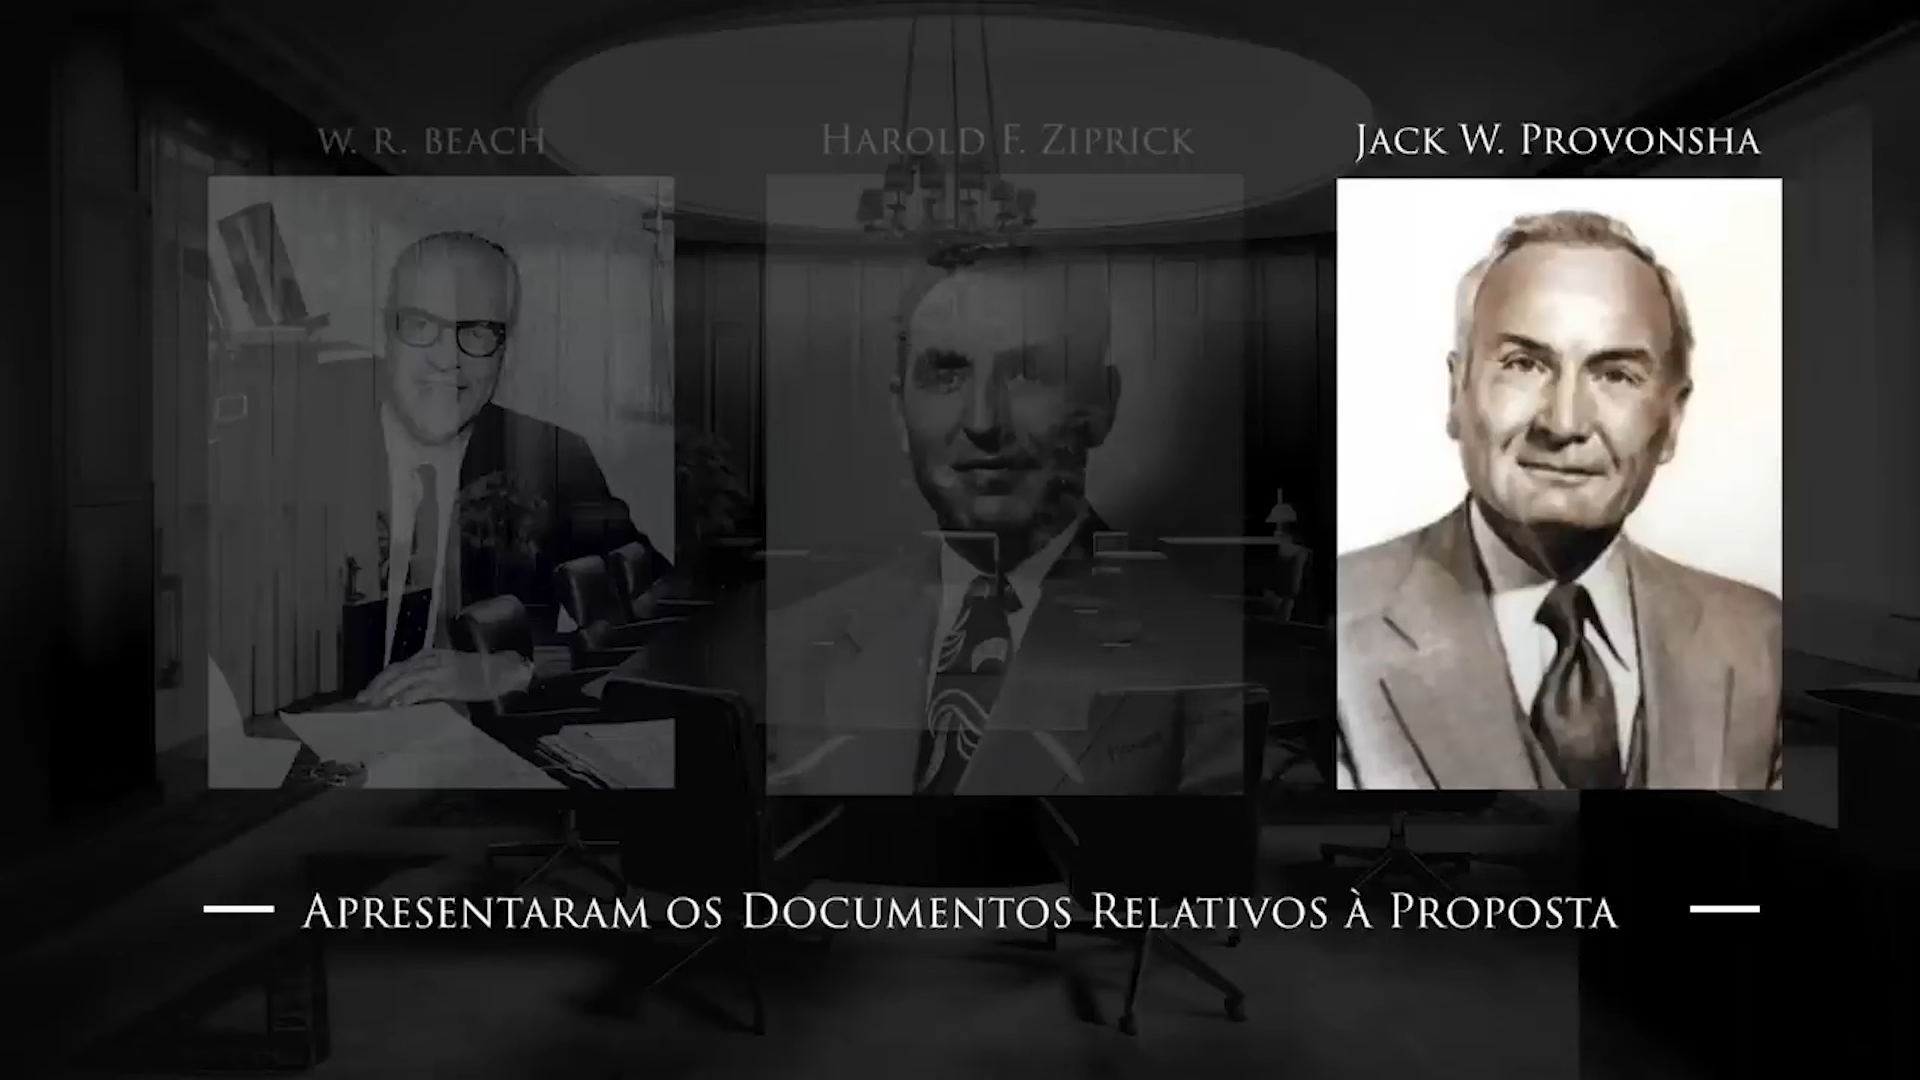 W. R. BEACH
HAROLD F. ZIPRICK
JACK W. PROVONSHA
APRESENTARAM OS DOCUMENTOS RELATIVOS À PROPOSTA